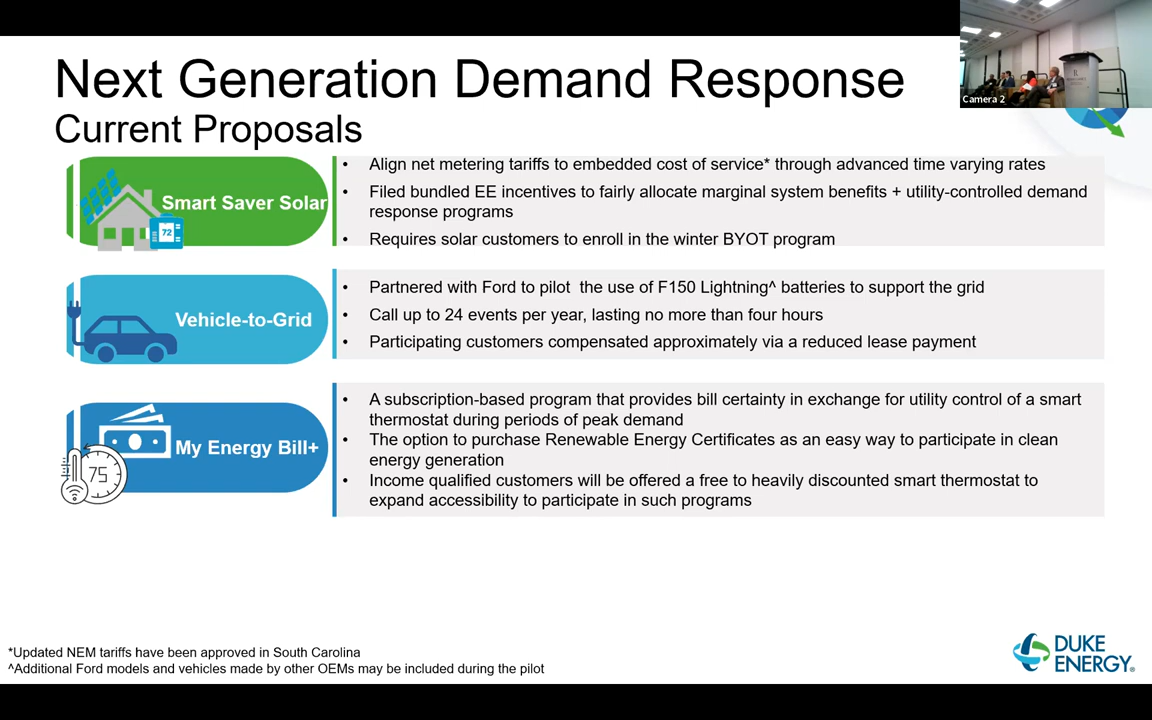 Next Generation Demand Response
Current Proposals
Camera 2
Smart Saver Solar
72
• Align net metering tariffs to embedded cost of service* through advanced time varying rates
• Filed bundled EE incentives to fairly allocate marginal system benefits + utility-controlled demand
response programs
• Requires solar customers to enroll in the winter BYOT program
Vehicle-to-Grid
• Partnered with Ford to pilot the use of F150 Lightning^ batteries to support the grid
• Call up to 24 events per year, lasting no more than four hours
• Participating customers compensated approximately via a reduced lease payment
My Energy Bill+
75
• A subscription-based program that provides bill certainty in exchange for utility control of a smart
thermostat during periods of peak demand
• The option to purchase Renewable Energy Certificates as an easy way to participate in clean
energy generation
• Income qualified customers will be offered a free to heavily discounted smart thermostat to
expand accessibility to participate in such programs
*Updated NEM tariffs have been approved in South Carolina
^Additional Ford models and vehicles made by other OEMs may be included during the pilot
DUKE
ENERGY®